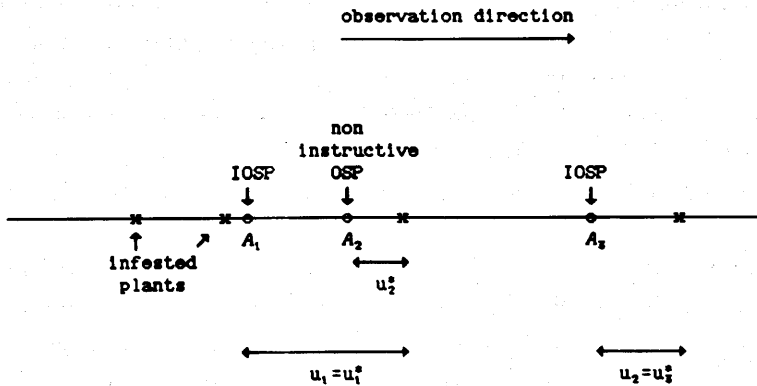 observation direction
non
instructive
IOSP OSP IOSP
A₁ A₂ A₃
infested
plants
u₂*
u₁=u₁* u₂=u₃*